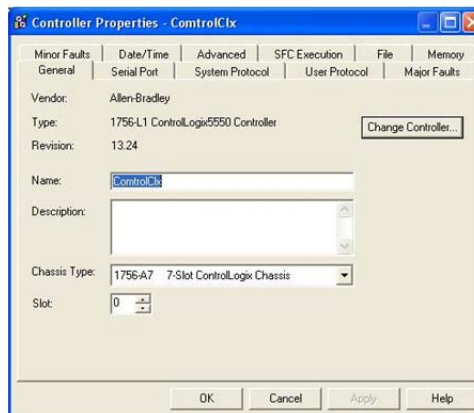 Controller Properties - ComtrolClx
Minor Faults Date/Time Advanced SFC Execution File Memory
General Serial Port System Protocol User Protocol Major Faults
Vendor: Allen-Bradley
Type: 1756-L1 ControlLogix5550 Controller
Change Controller...
Revision: 13.24
Name: ComtrolClx
Description:
Chassis Type: 1756-A7 7-Slot ControlLogix Chassis
Slot: 0
OK Cancel Apply Help